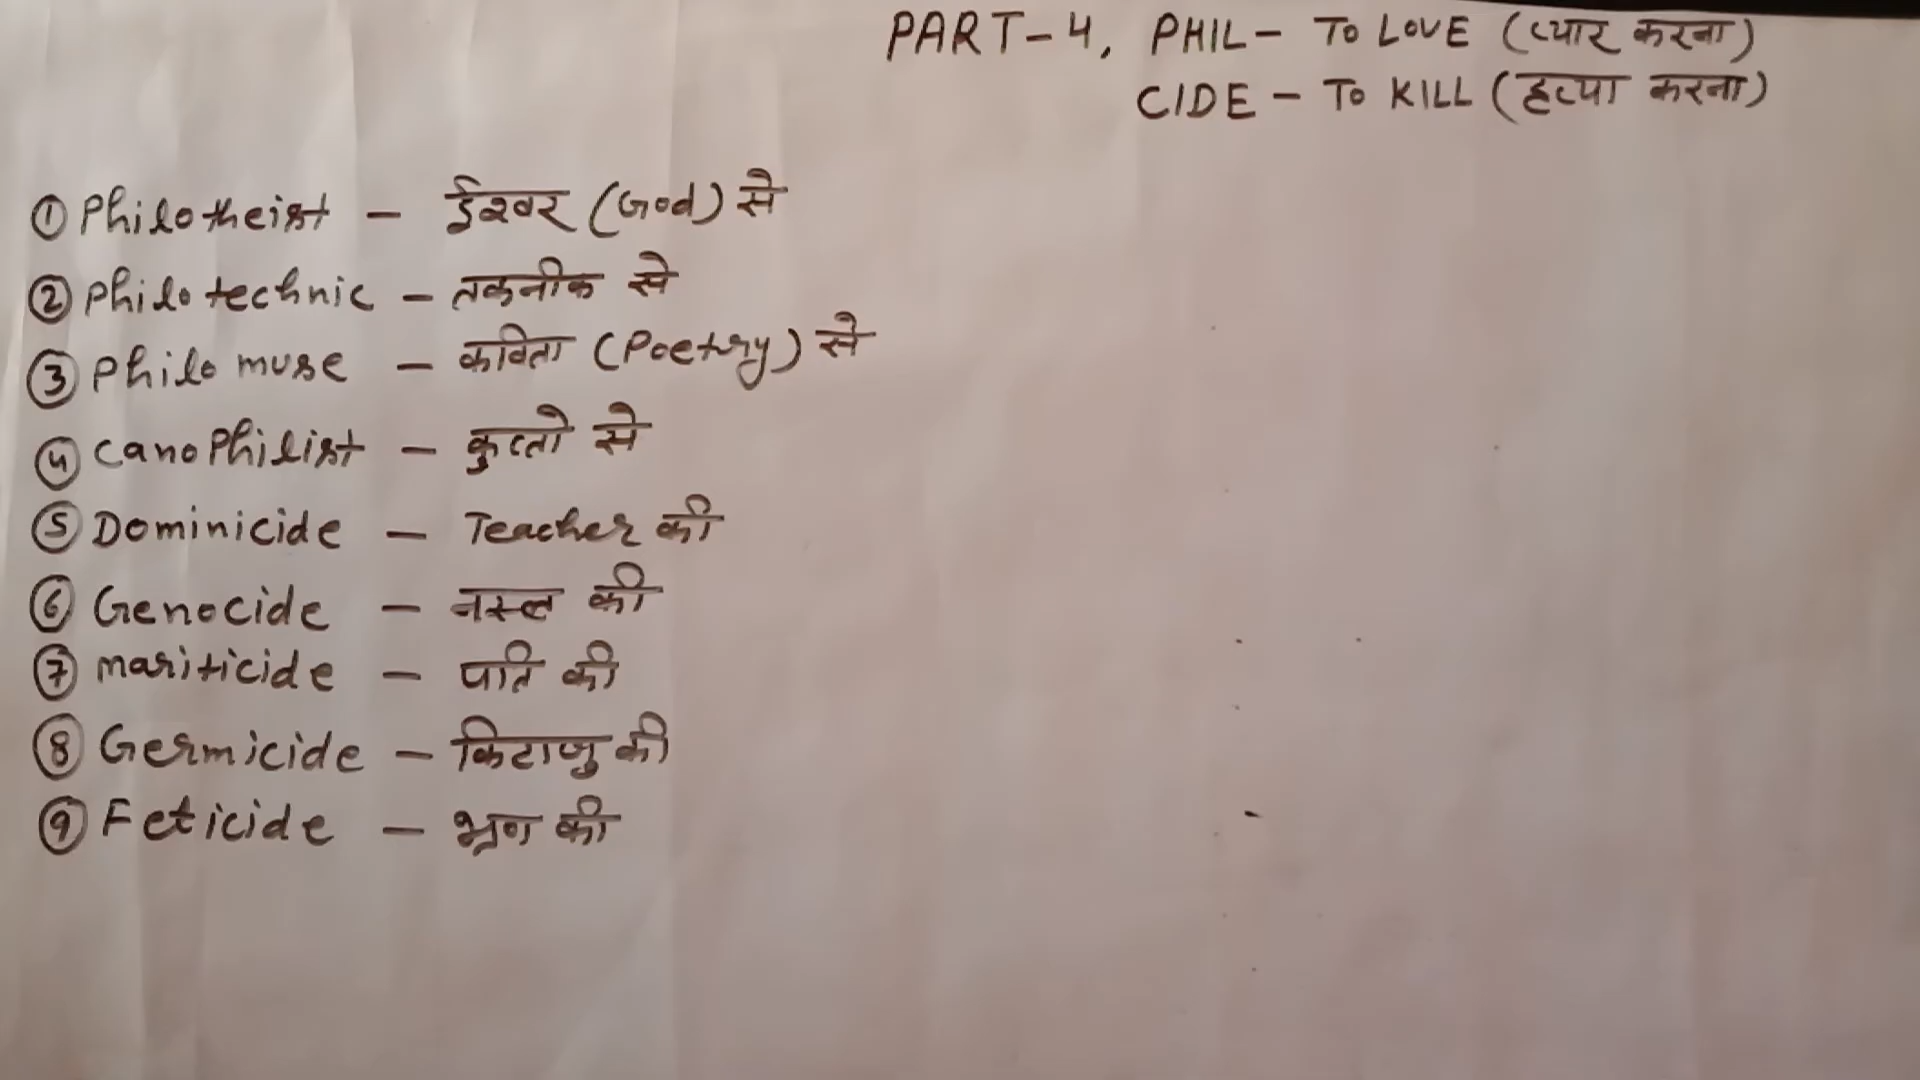 PART-4, PHIL- TO LOVE (प्यार करना)
CIDE - TO KILL (हत्या करना)
① Philotheist - ईश्वर (God) से
② Philotechnic - तकनीक से
③ Philomuse - कविता (Poetry) से
④ canophilist - कुत्तो से
⑤ Dominicide - Teacher की
⑥ Genocide - नस्ल की
⑦ mariticide - पति की
⑧ Germicide - किटाणु की
⑨ Feticide - भ्रूण की